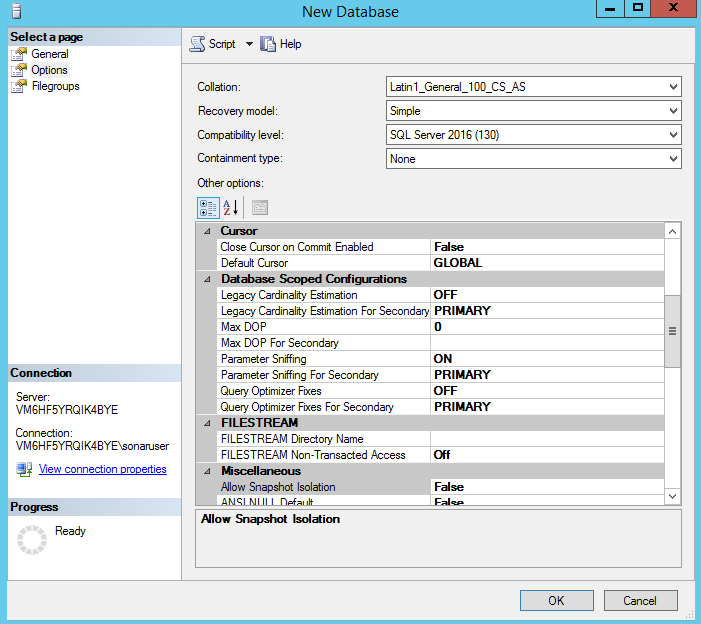 New Database
Select a page
General
Options
Filegroups
Script
Help
Collation: Latin1_General_100_CS_AS
Recovery model: Simple
Compatibility level: SQL Server 2016 (130)
Containment type: None
Other options:
Cursor
Close Cursor on Commit Enabled False
Default Cursor GLOBAL
Database Scoped Configurations
Legacy Cardinality Estimation OFF
Legacy Cardinality Estimation For Secondary PRIMARY
Max DOP 0
Max DOP For Secondary
Parameter Sniffing ON
Parameter Sniffing For Secondary PRIMARY
Query Optimizer Fixes OFF
Query Optimizer Fixes For Secondary PRIMARY
FILESTREAM
FILESTREAM Directory Name
FILESTREAM Non-Transacted Access Off
Miscellaneous
Allow Snapshot Isolation False
ANSI NULL Default False
Allow Snapshot Isolation
Connection
Server:
VM6HF5YRQIK4BYE
Connection:
VM6HF5YRQIK4BYE\sonaruser
View connection properties
Progress
Ready
OK
Cancel